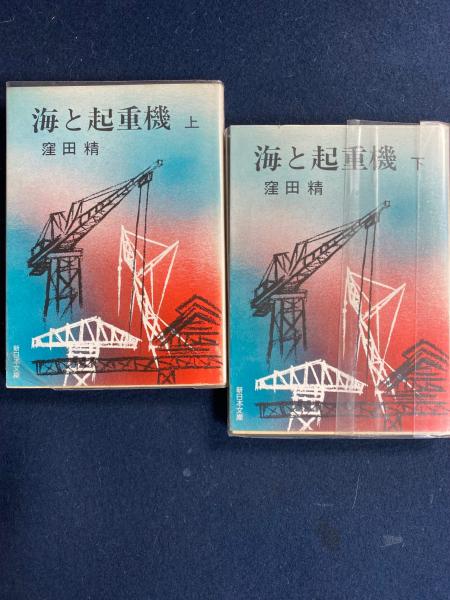 海と起重機 上
窪田 精
新日本文庫
海と起重機 下
窪田 精
新日本文庫